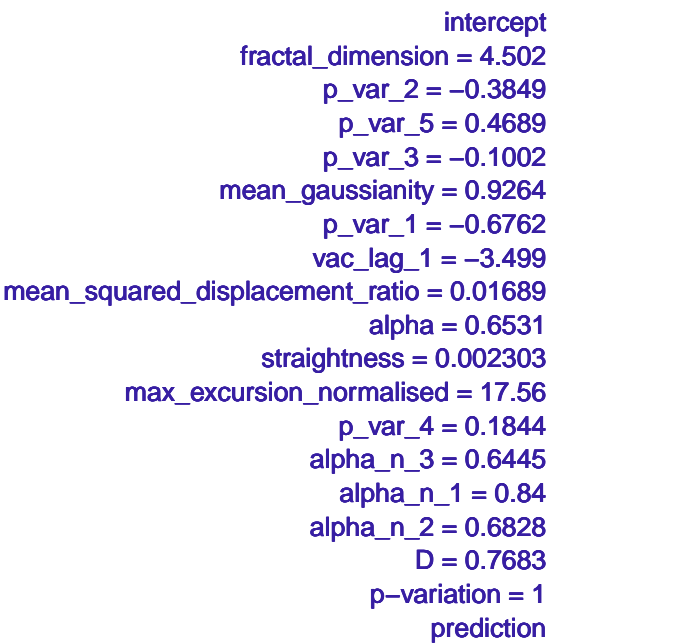 intercept
fractal_dimension = 4.502
p_var_2 = −0.3849
p_var_5 = 0.4689
p_var_3 = −0.1002
mean_gaussianity = 0.9264
p_var_1 = −0.6762
vac_lag_1 = −3.499
mean_squared_displacement_ratio = 0.01689
alpha = 0.6531
straightness = 0.002303
max_excursion_normalised = 17.56
p_var_4 = 0.1844
alpha_n_3 = 0.6445
alpha_n_1 = 0.84
alpha_n_2 = 0.6828
D = 0.7683
p−variation = 1
prediction